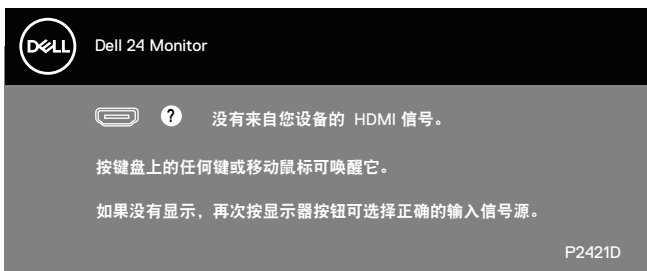 DELL
Dell 24 Monitor
? 没有来自您设备的 HDMI 信号。
按键盘上的任何键或移动鼠标可唤醒它。
如果没有显示，再次按显示器按钮可选择正确的输入信号源。
P2421D